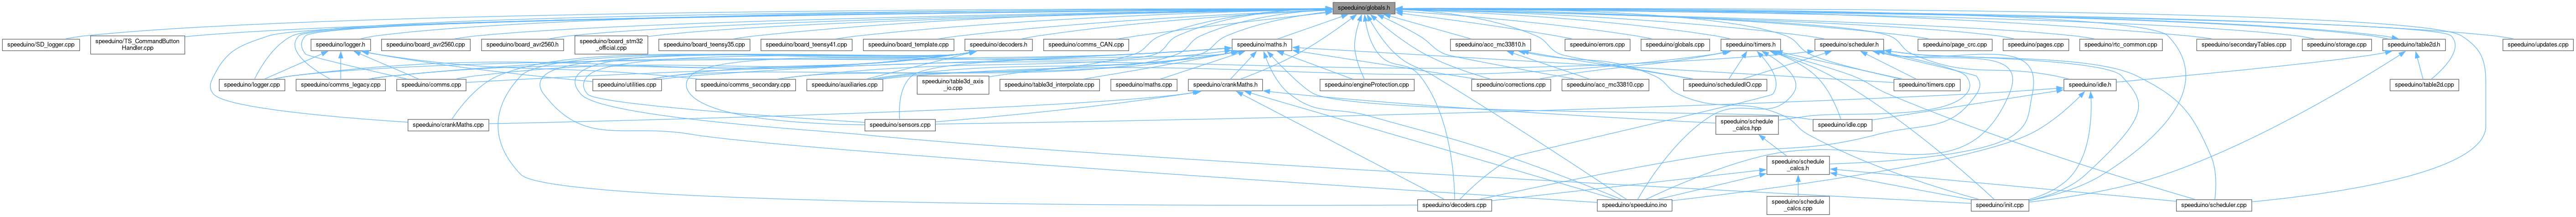 speeduino/globals.h
speeduino/SD_logger.cpp
speeduino/TS_CommandButton
Handler.cpp
speeduino/logger.h
speeduino/board_avr2560.cpp
speeduino/board_avr2560.h
speeduino/board_stm32
_official.cpp
speeduino/board_teensy35.cpp
speeduino/board_teensy41.cpp
speeduino/board_template.cpp
speeduino/decoders.h
speeduino/comms_CAN.cpp
speeduino/maths.h
speeduino/acc_mc33810.h
speeduino/errors.cpp
speeduino/globals.cpp
speeduino/timers.h
speeduino/scheduler.h
speeduino/page_crc.cpp
speeduino/pages.cpp
speeduino/rtc_common.cpp
speeduino/secondaryTables.cpp
speeduino/storage.cpp
speeduino/table2d.h
speeduino/updates.cpp
speeduino/logger.cpp
speeduino/comms_legacy.cpp
speeduino/comms.cpp
speeduino/utilities.cpp
speeduino/comms_secondary.cpp
speeduino/auxiliaries.cpp
speeduino/table3d_axis
_io.cpp
speeduino/table3d_interpolate.cpp
speeduino/maths.cpp
speeduino/crankMaths.h
speeduino/engineProtection.cpp
speeduino/corrections.cpp
speeduino/acc_mc33810.cpp
speeduino/scheduledIO.cpp
speeduino/timers.cpp
speeduino/idle.h
speeduino/table2d.cpp
speeduino/crankMaths.cpp
speeduino/sensors.cpp
speeduino/schedule
_calcs.hpp
speeduino/idle.cpp
speeduino/schedule
_calcs.h
speeduino/decoders.cpp
speeduino/speeduino.ino
speeduino/schedule
_calcs.cpp
speeduino/init.cpp
speeduino/scheduler.cpp